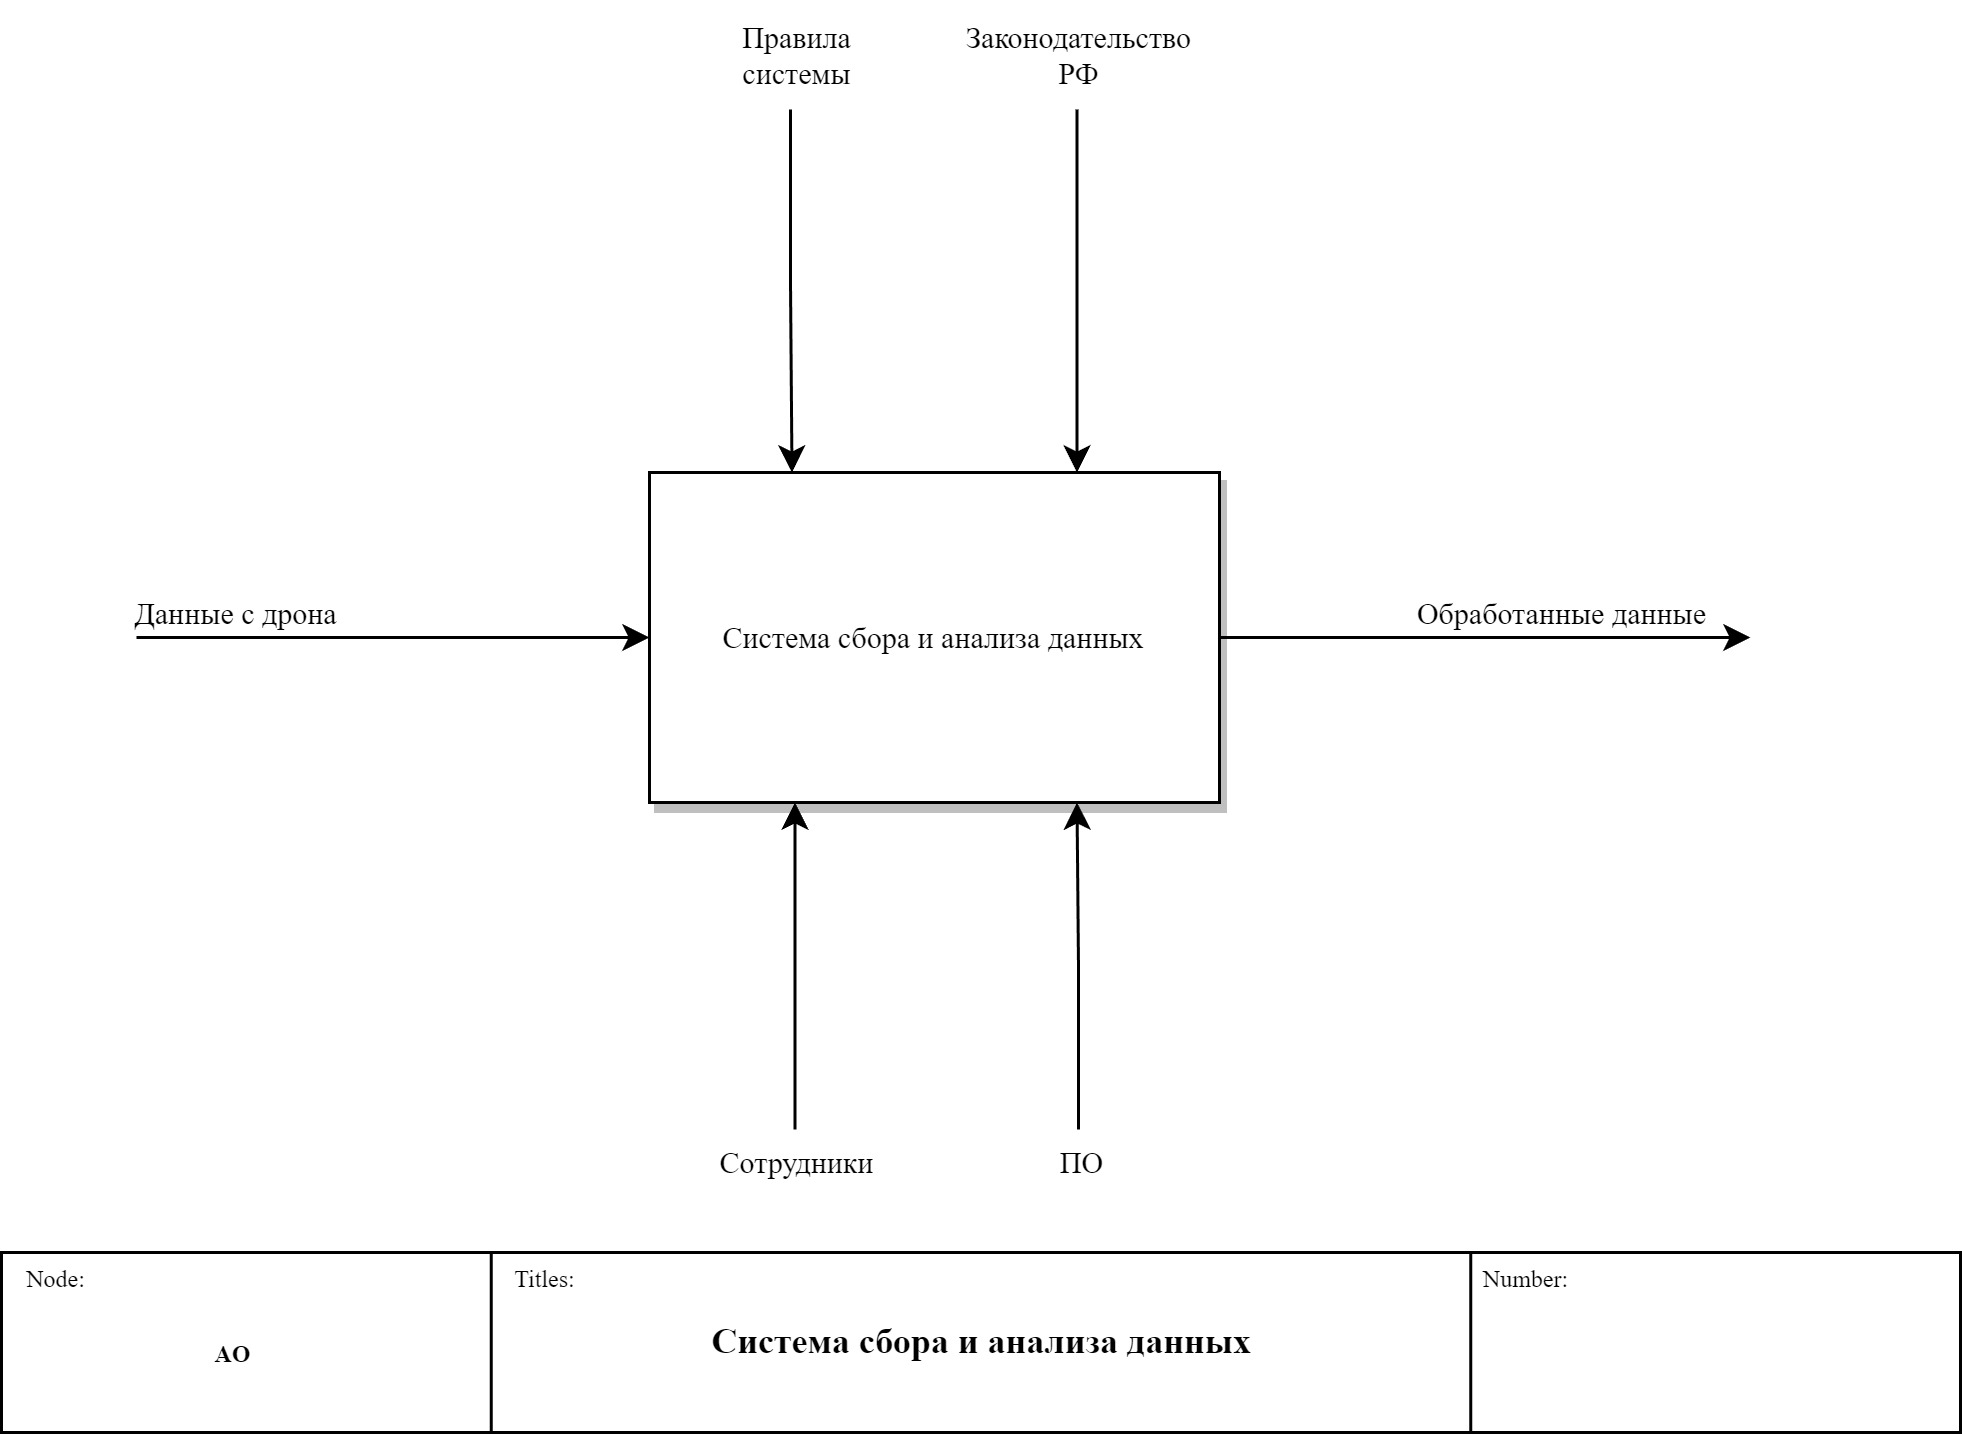 Правила
системы
Законодательство
РФ
Данные с дрона
Система сбора и анализа данных
Обработанные данные
Сотрудники
ПО
Node:
АО
Titles:
Система сбора и анализа данных
Number: